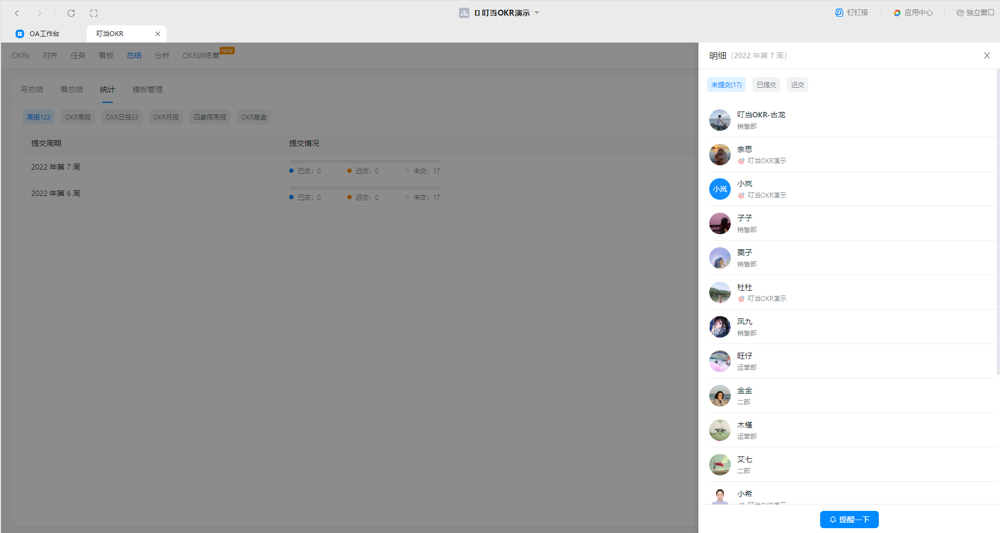 叮当OKR演示
钉钉搭
应用中心
独立窗口
OA工作台
叮当OKR
OKRs
对齐
任务
看板
总结
分析
OKR训练营
NEW
写总结
看总结
统计
模板管理
周报123
OKR周报
OKR日报33
OKR月报
四象限周报
OKR复盘
提交周期
提交情况
2022 年第 7 周
已交：0
迟交：0
未交：17
2022 年第 6 周
已交：0
迟交：0
未交：17
明细（2022 年第 7 周）
未提交(17)
已提交
迟交
叮当OKR-古龙
销售部
奈思
叮当OKR演示
小岚
小岚
叮当OKR演示
子子
销售部
栗子
销售部
杜杜
叮当OKR演示
凤九
销售部
旺仔
运营部
金金
二部
木槿
运营部
艾七
二部
小希
叮当OKR演示
提醒一下